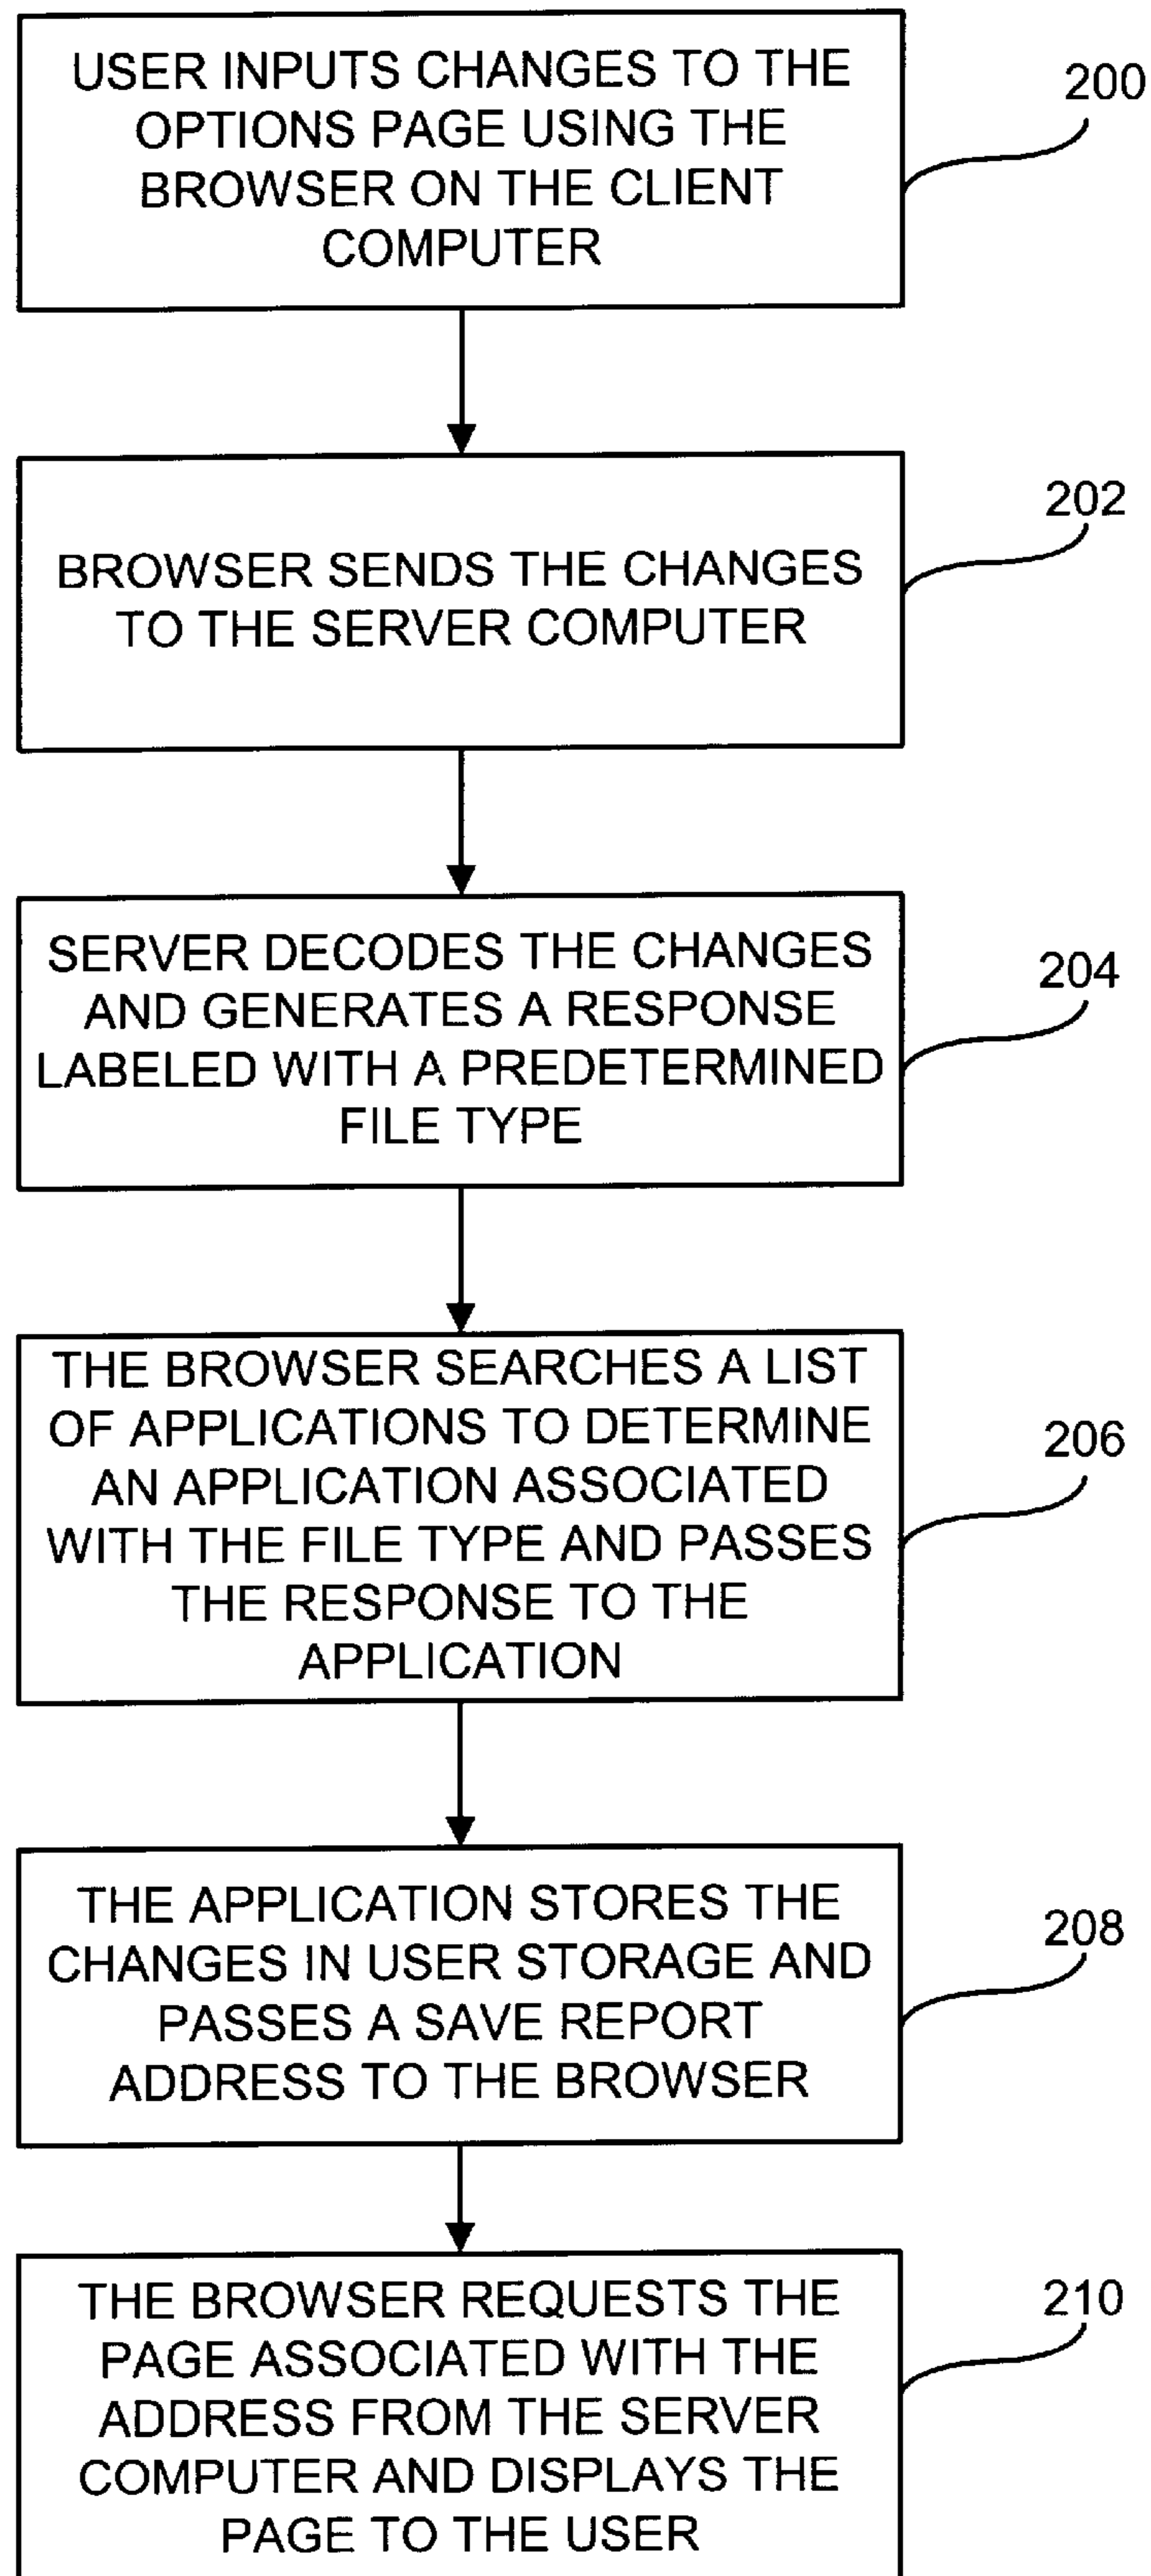 USER INPUTS CHANGES TO THE
OPTIONS PAGE USING THE
BROWSER ON THE CLIENT
COMPUTER
200
BROWSER SENDS THE CHANGES
TO THE SERVER COMPUTER
202
SERVER DECODES THE CHANGES
AND GENERATES A RESPONSE
LABELED WITH A PREDETERMINED
FILE TYPE
204
THE BROWSER SEARCHES A LIST
OF APPLICATIONS TO DETERMINE
AN APPLICATION ASSOCIATED
WITH THE FILE TYPE AND PASSES
THE RESPONSE TO THE
APPLICATION
206
THE APPLICATION STORES THE
CHANGES IN USER STORAGE AND
PASSES A SAVE REPORT
ADDRESS TO THE BROWSER
208
THE BROWSER REQUESTS THE
PAGE ASSOCIATED WITH THE
ADDRESS FROM THE SERVER
COMPUTER AND DISPLAYS THE
PAGE TO THE USER
210